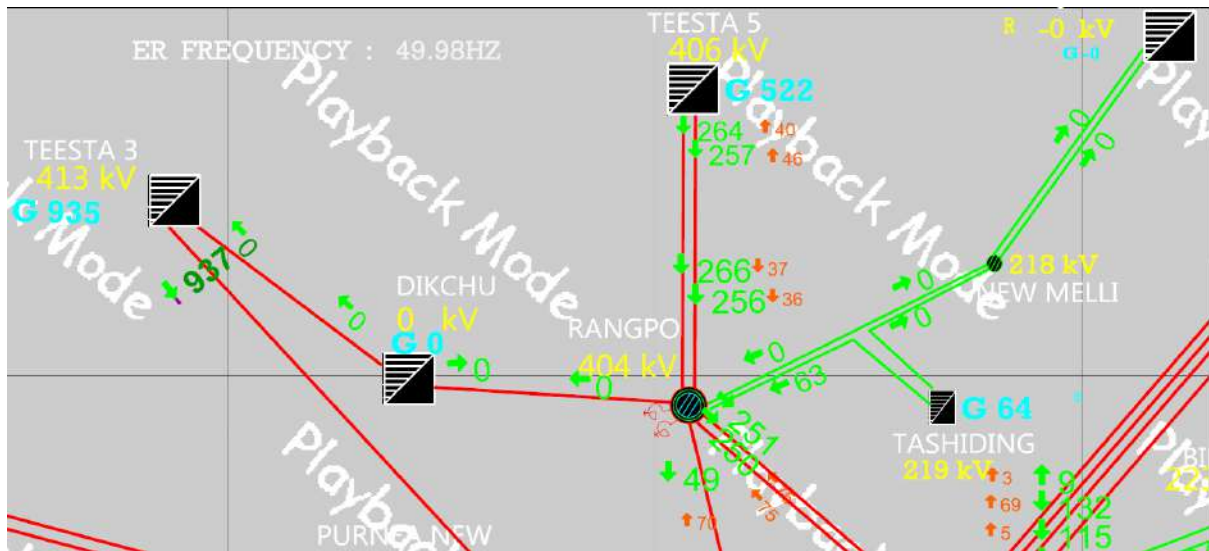 TEESTA 5
R -0 kV
G -0
ER FREQUENCY : 49.98HZ
406 kV
G 522
Playback Mode
Playback Mode
264 40
257 46
0
0
TEESTA 3
413 kV
G 935
Mode
0
937
266 37
256 36
0
218 kV
NEW MELLI
0
DIKCHU
0 kV
G 0
0
RANGPO
404 kV
0
0
0
63
G 64
TASHIDING
219 kV
251
49
75
70
Playback
Playback Mode
3 9
69 132
5 115
PURNEA NEW